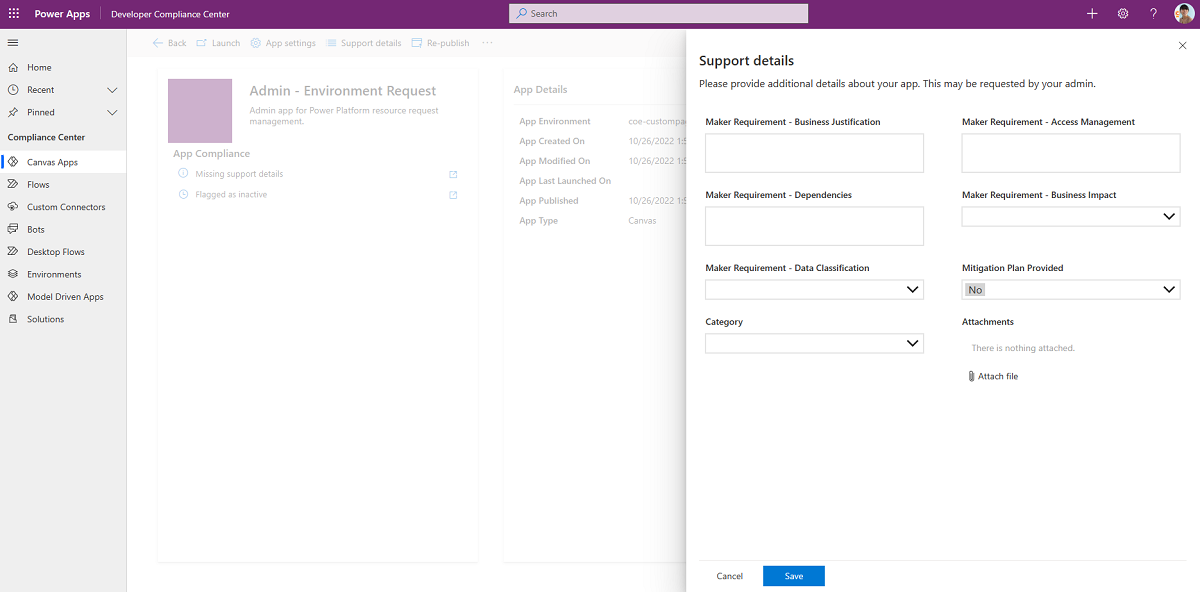 Power Apps
Developer Compliance Center
Search
?
Home
Recent
Pinned
Compliance Center
Canvas Apps
Flows
Custom Connectors
Bots
Desktop Flows
Environments
Model Driven Apps
Solutions
Back
Launch
App settings
Support details
Re-publish
...
Admin - Environment Request
Admin app for Power Platform resource request
management.
App Compliance
Missing support details
Flagged as inactive
App Details
App Environment
coe-custompa
App Created On
10/26/2022 1:5
App Modified On
10/26/2022 1:5
App Last Launched On
App Published
10/26/2022 1:5
App Type
Canvas
Support details
Please provide additional details about your app. This may be requested by your admin.
Maker Requirement - Business Justification
Maker Requirement - Access Management
Maker Requirement - Dependencies
Maker Requirement - Business Impact
Maker Requirement - Data Classification
Mitigation Plan Provided
No
Category
Attachments
There is nothing attached.
Attach file
Cancel
Save